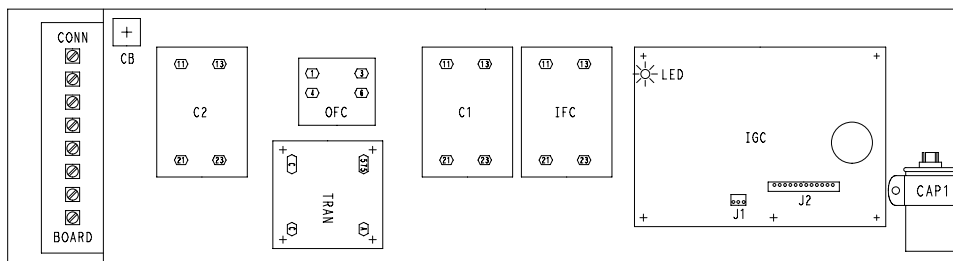 CONN
BOARD
CB
11 13
C2
21 23
1 3
4 6
OFC
C
TRAN
11 13
C1
21 23
11 13
IFC
21 23
LED
IGC
J1
J2
CAP1